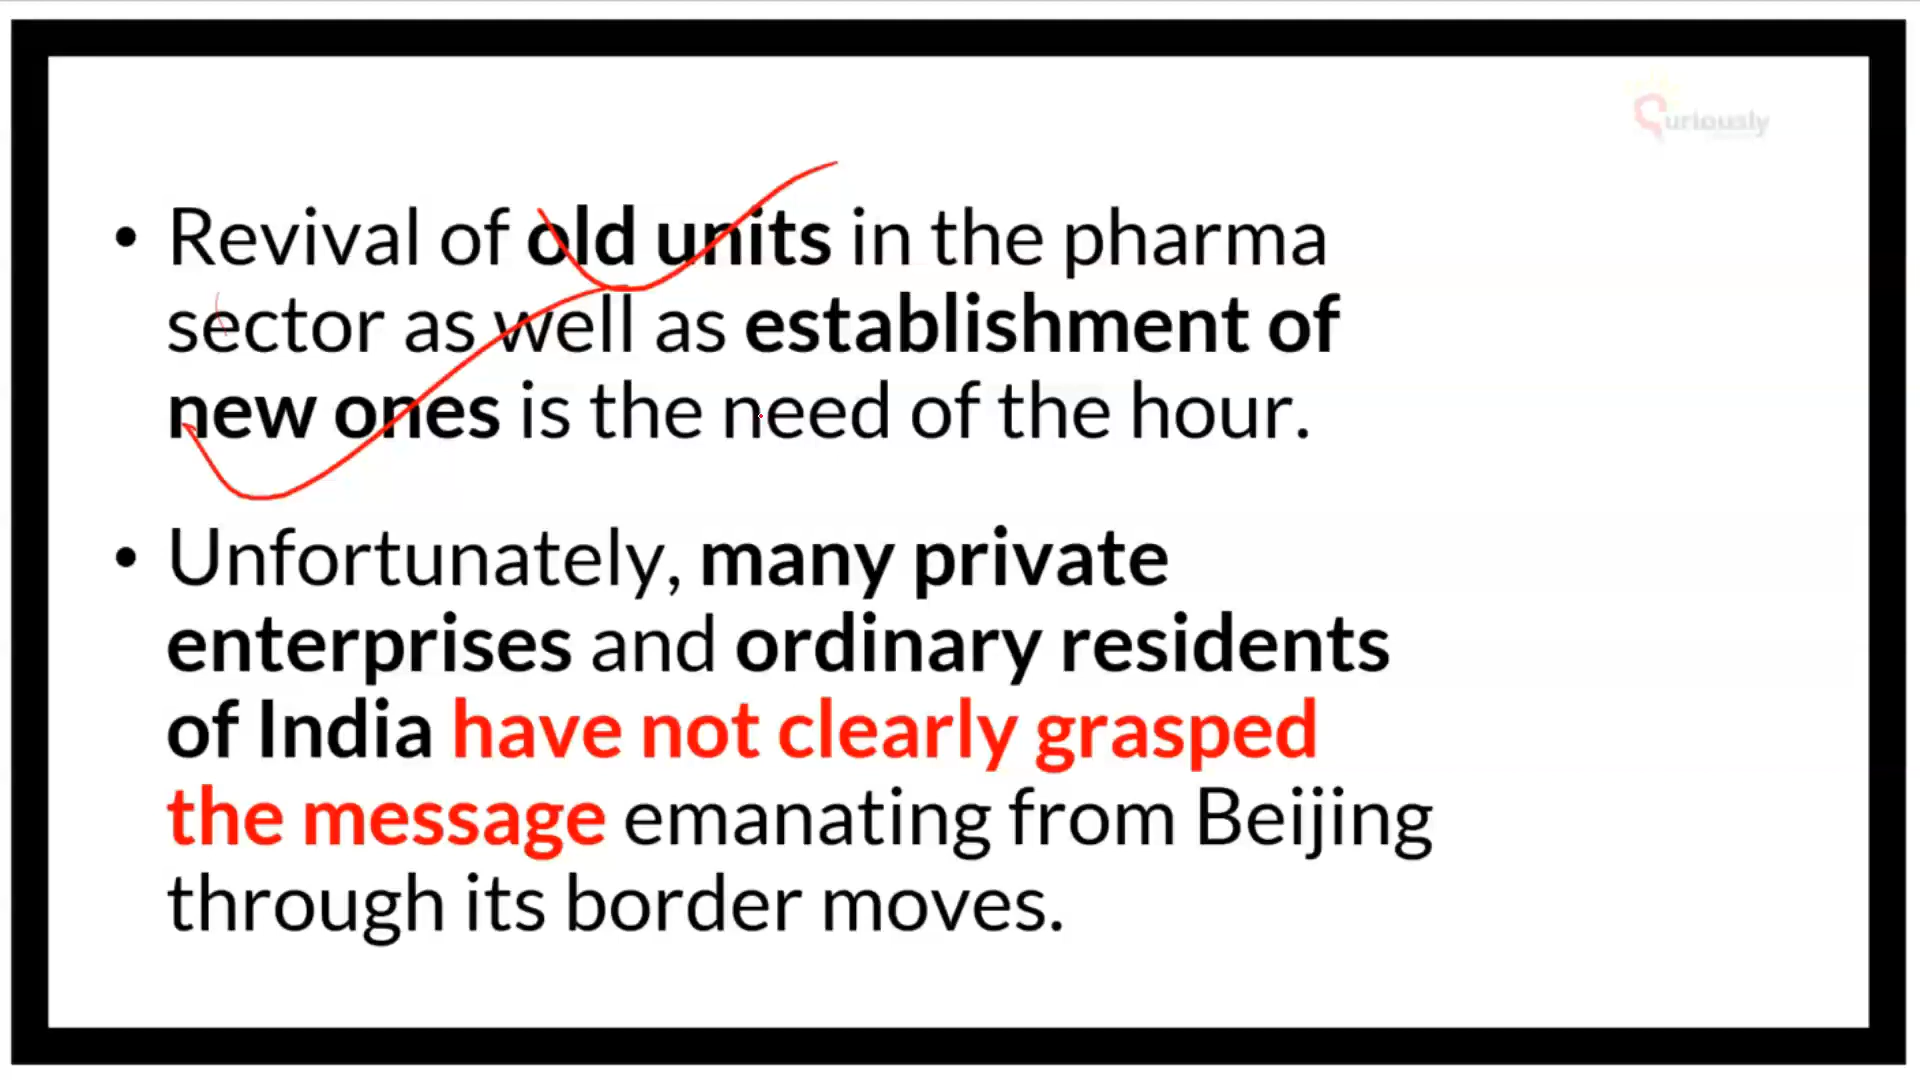 Curiously
• Revival of old units in the pharma
sector as well as establishment of
new ones is the need of the hour.
• Unfortunately, many private
enterprises and ordinary residents
of India have not clearly grasped
the message emanating from Beijing
through its border moves.